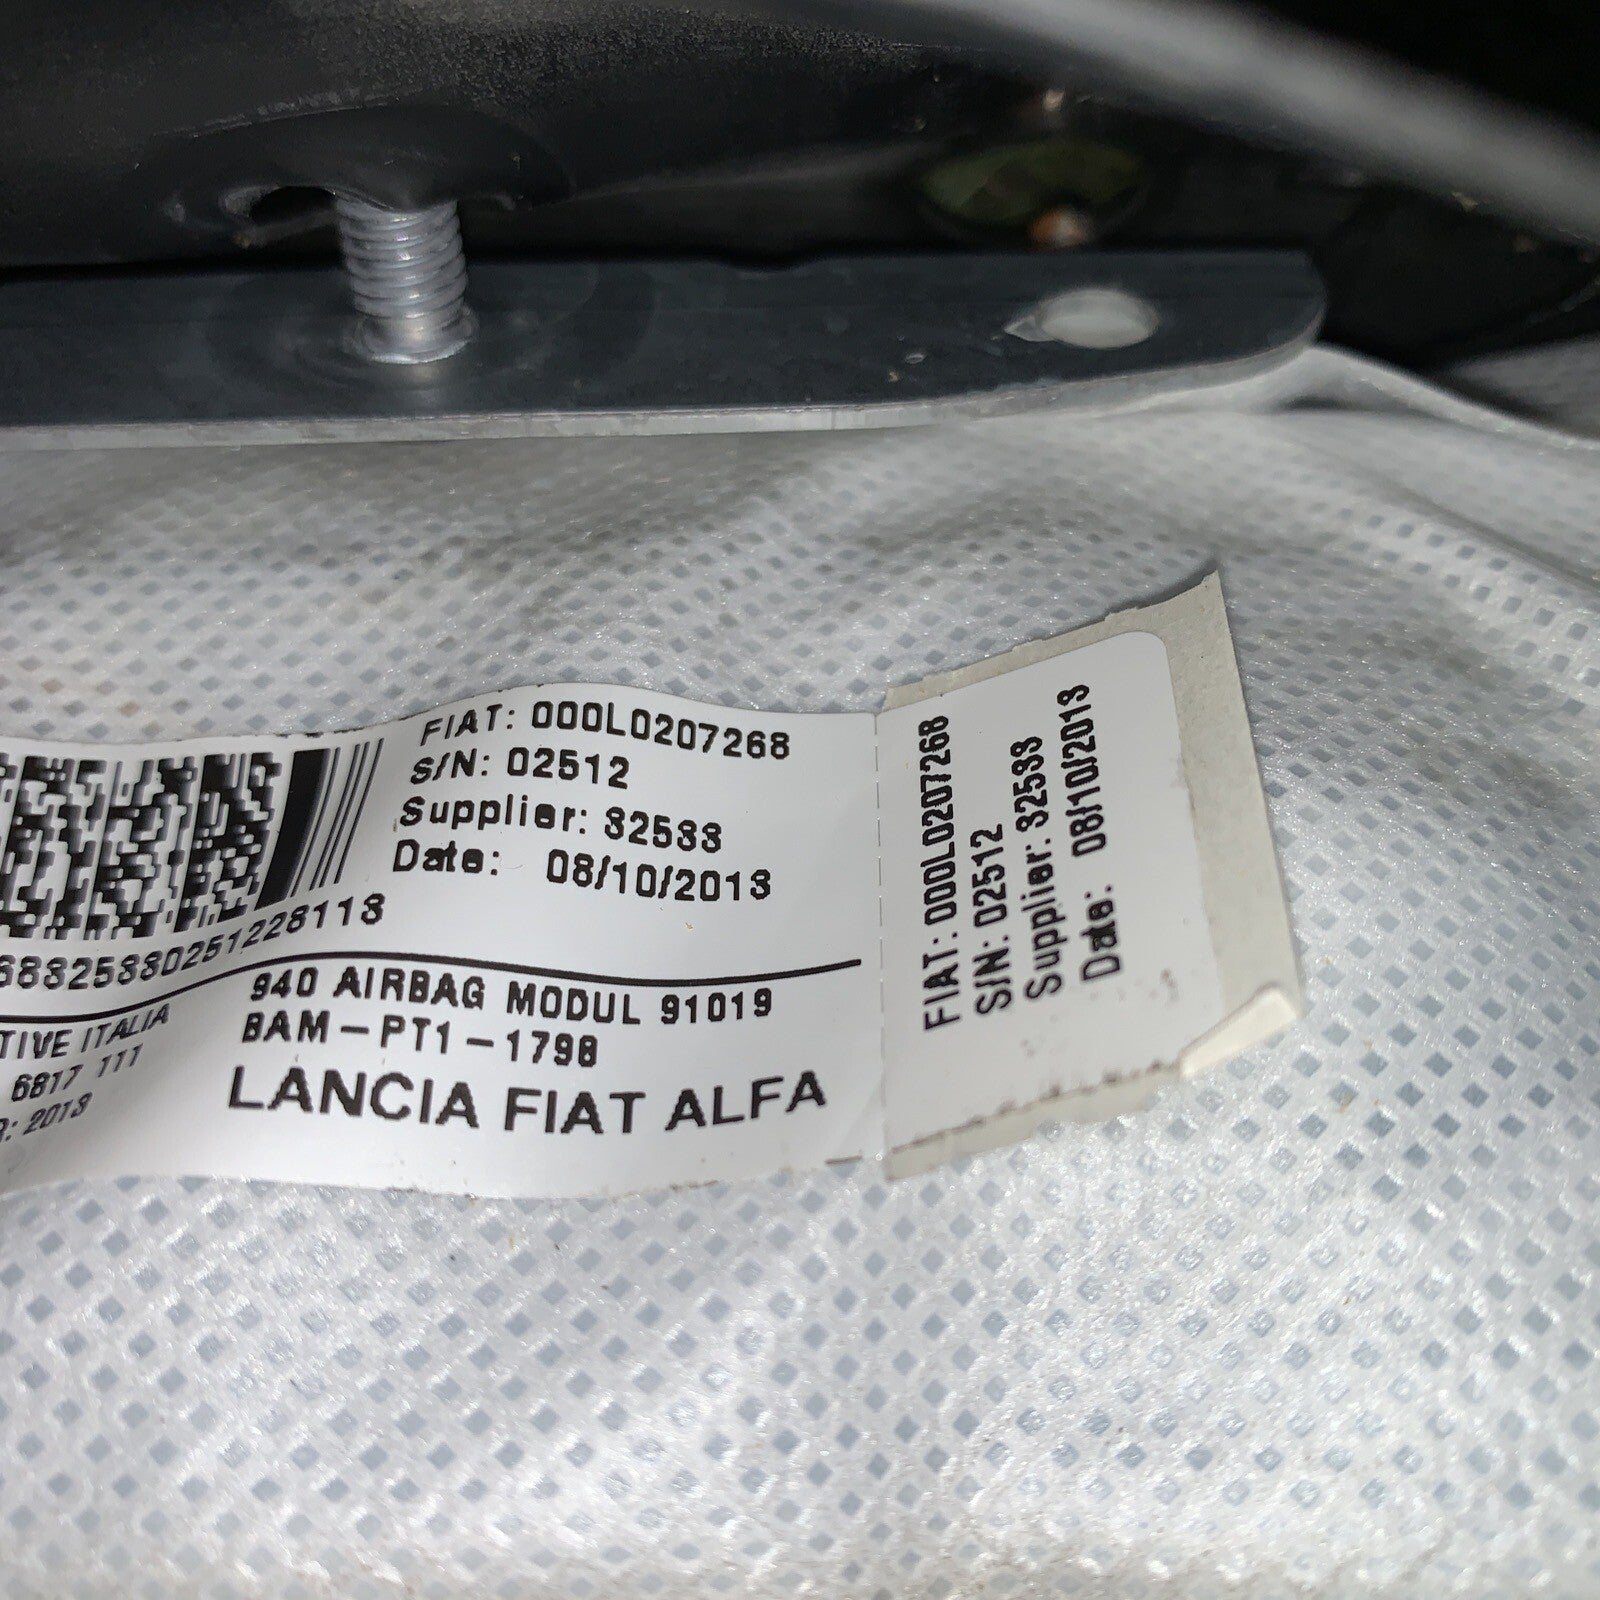 FIAT: 000L0207268
S/N: 02512
Supplier: 32533
Date: 08/10/2013
68325330251228113
940 AIRBAG MODUL 91019
BAM-PT1-1798
LANCIA FIAT ALFA
TIVE ITALIA
6817 111
R: 2013
FIAT: 000L0207268
S/N: 02512
Supplier: 32533
Date: 08/10/2013